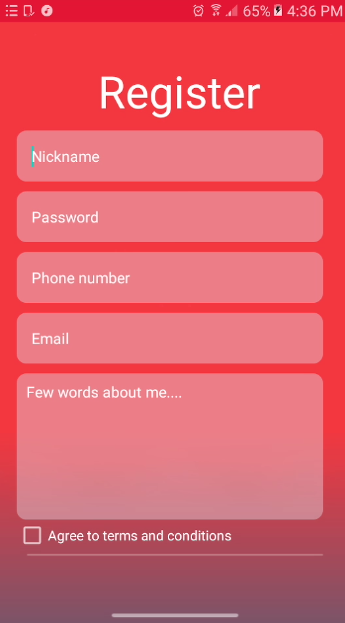 65% 4:36 PM
Register
Nickname
Password
Phone number
Email
Few words about me....
Agree to terms and conditions